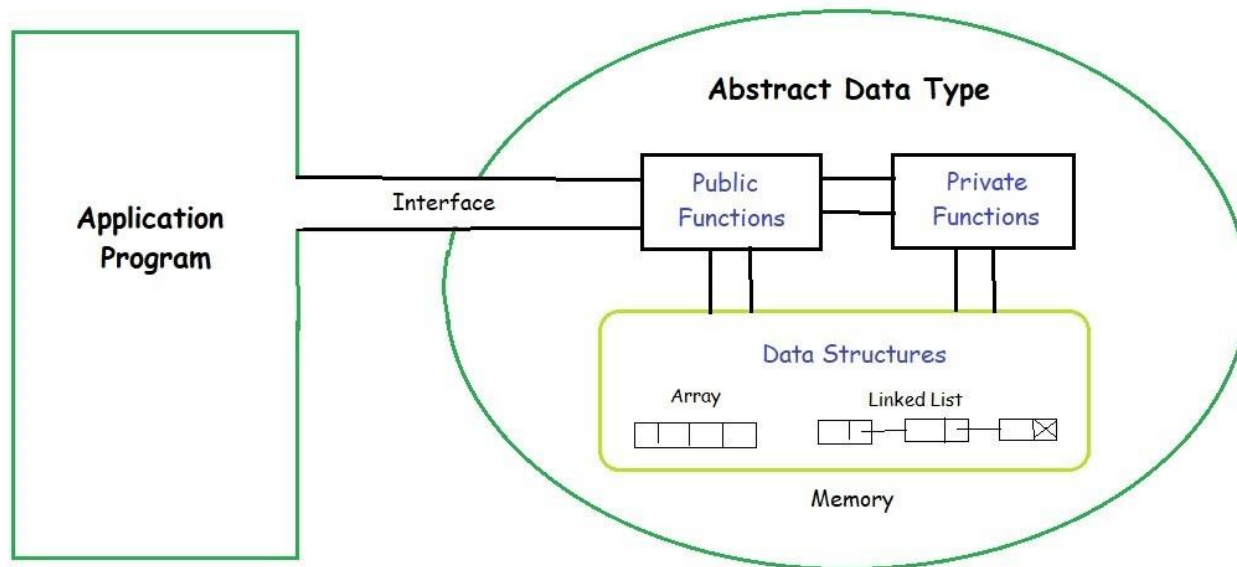 Abstract Data Type
Application
Program
Interface
Public
Functions
Private
Functions
Data Structures
Array
Linked List
Memory